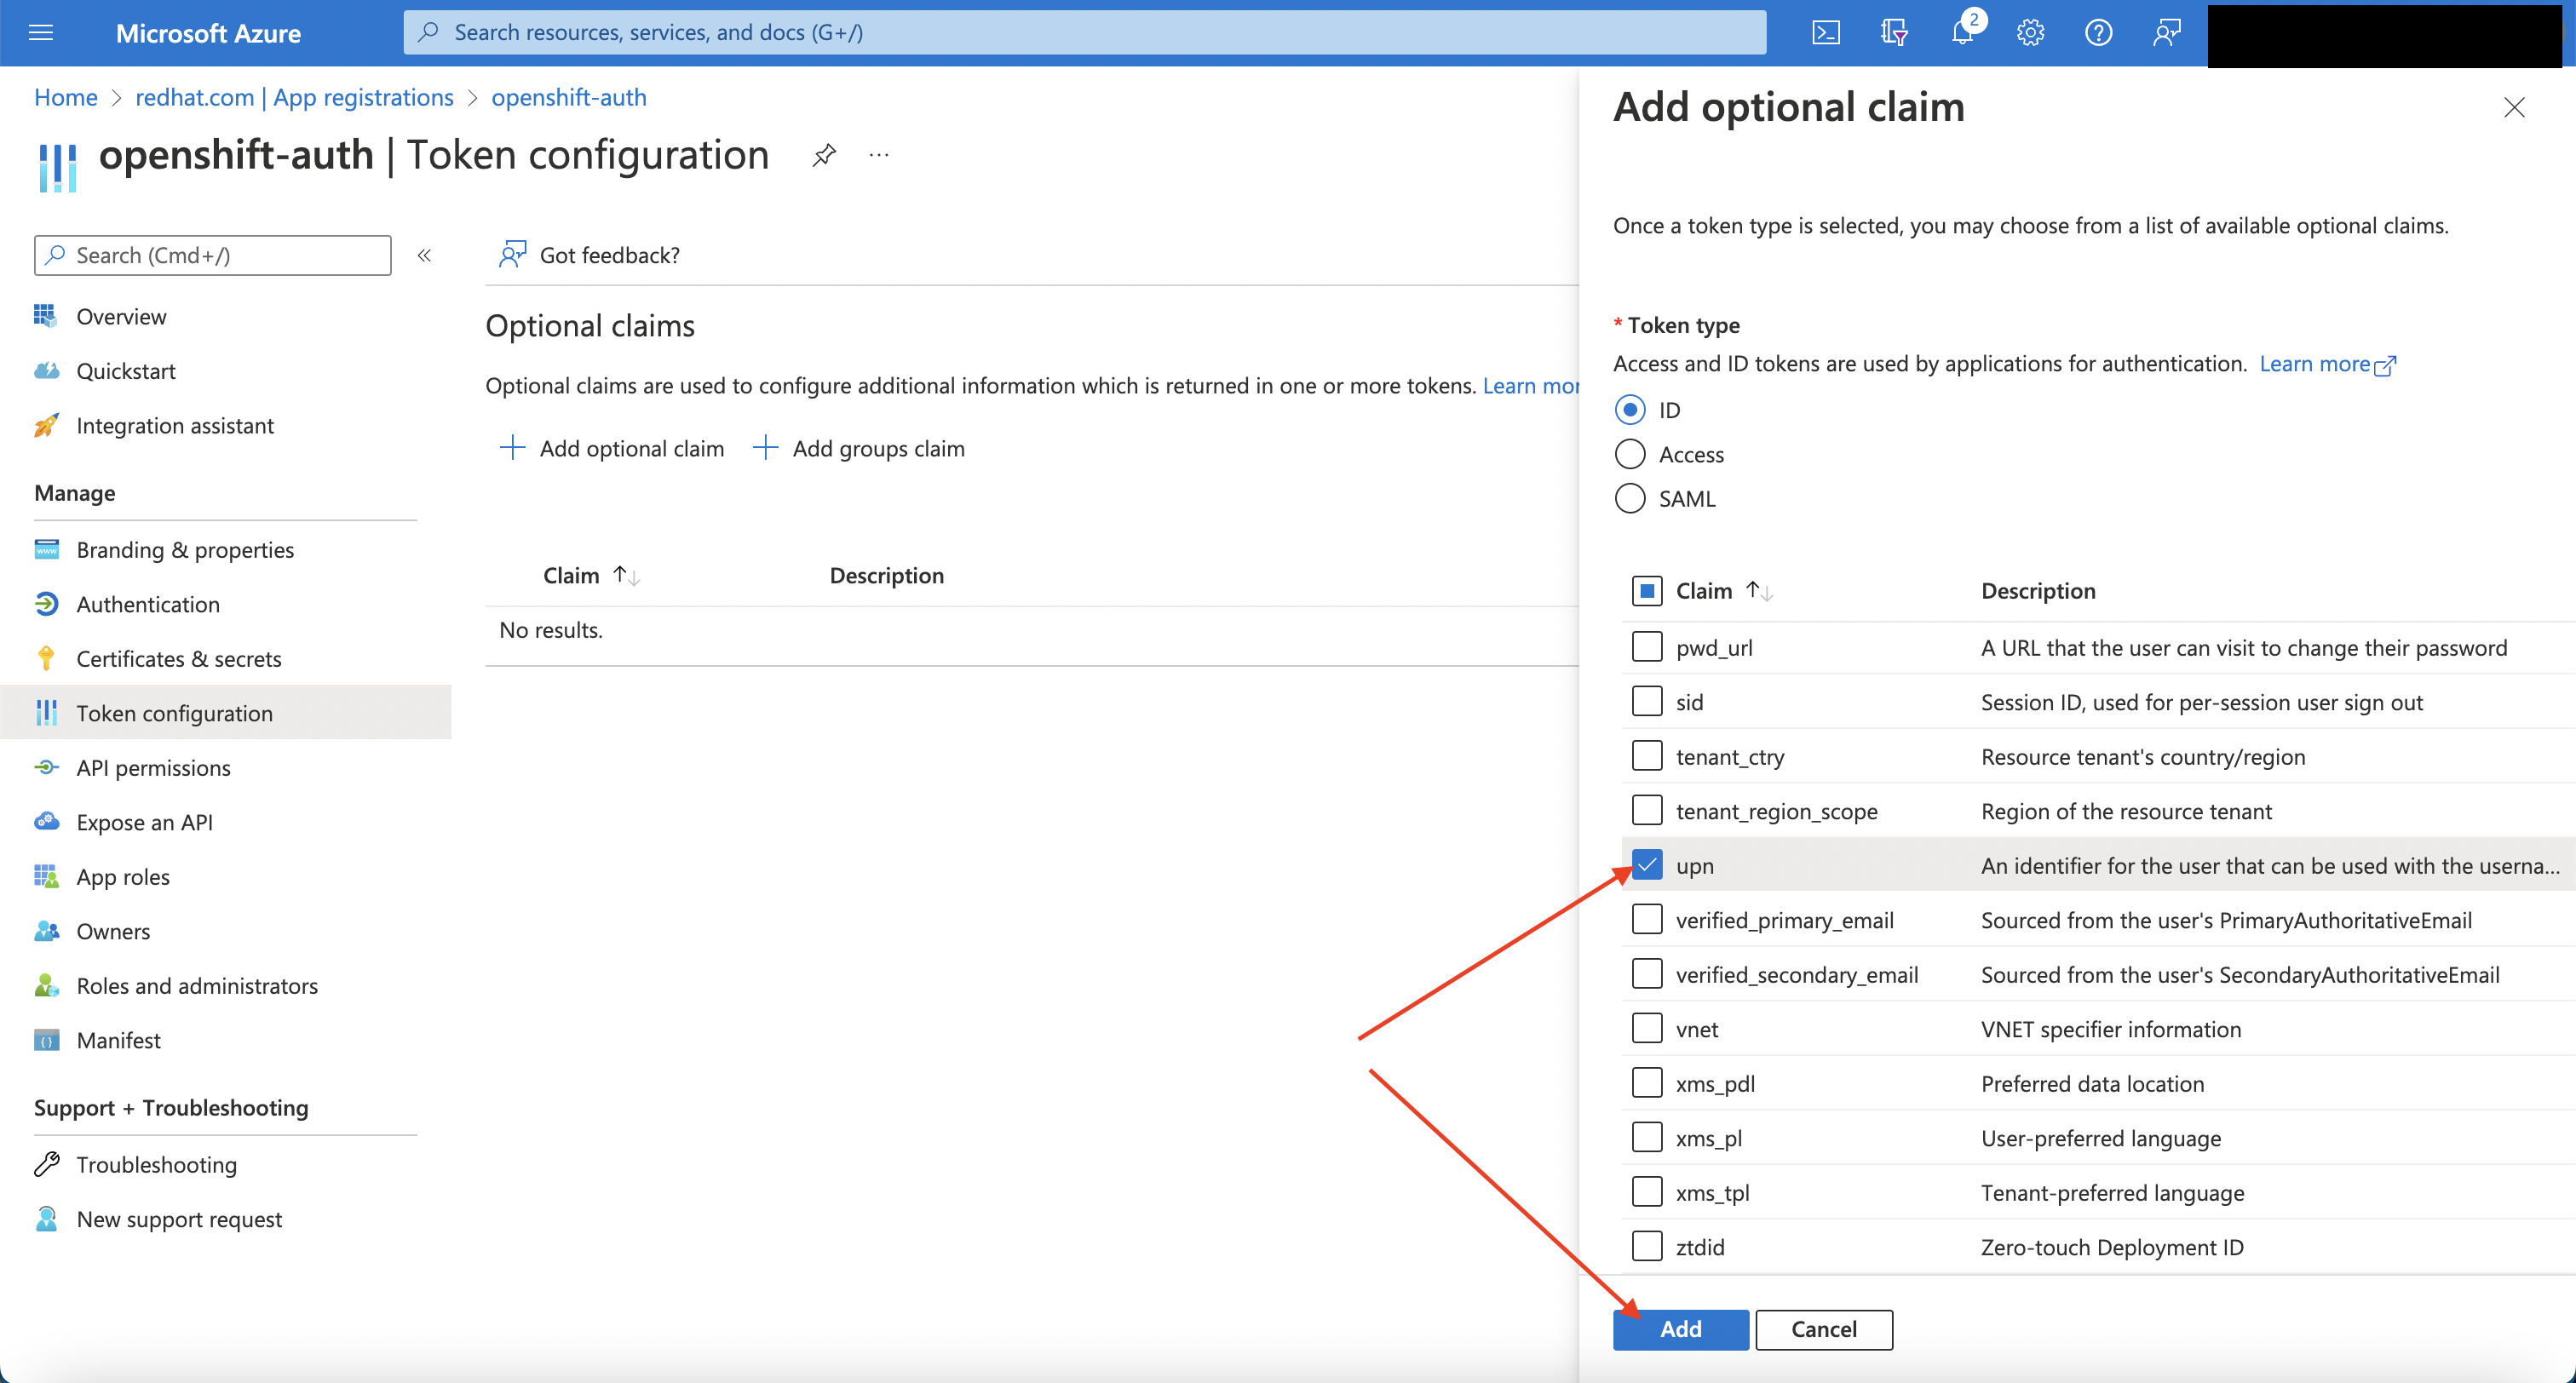 Microsoft Azure
Search resources, services, and docs (G+/)
2
Home > redhat.com | App registrations > openshift-auth
openshift-auth | Token configuration
...
Search (Cmd+/)
«
Overview
Quickstart
Integration assistant
Manage
Branding & properties
Authentication
Certificates & secrets
Token configuration
API permissions
Expose an API
App roles
Owners
Roles and administrators
Manifest
Support + Troubleshooting
Troubleshooting
New support request
Got feedback?
Optional claims
Optional claims are used to configure additional information which is returned in one or more tokens. Learn mor
Add optional claim Add groups claim
Claim ↑↓ Description
No results.
Add optional claim
Once a token type is selected, you may choose from a list of available optional claims.
* Token type
Access and ID tokens are used by applications for authentication. Learn more
ID
Access
SAML
Claim ↑↓ Description
pwd_url A URL that the user can visit to change their password
sid Session ID, used for per-session user sign out
tenant_ctry Resource tenant's country/region
tenant_region_scope Region of the resource tenant
upn An identifier for the user that can be used with the userna...
verified_primary_email Sourced from the user's PrimaryAuthoritativeEmail
verified_secondary_email Sourced from the user's SecondaryAuthoritativeEmail
vnet VNET specifier information
xms_pdl Preferred data location
xms_pl User-preferred language
xms_tpl Tenant-preferred language
ztdid Zero-touch Deployment ID
Add Cancel